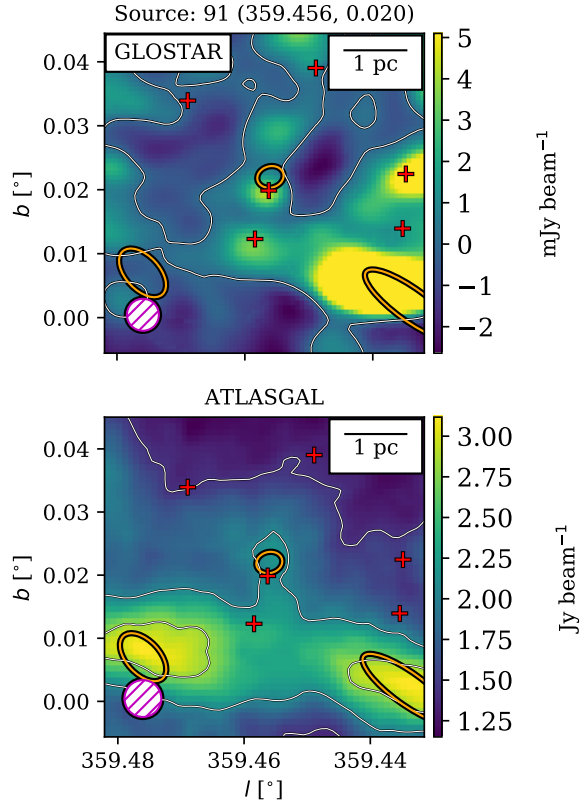 Source: 91 (359.456, 0.020)
GLOSTAR
1 pc
0.04
0.03
0.02
0.01
0.00
b [°]
5
4
3
2
1
0
−1
−2
mJy beam⁻¹
ATLASGAL
1 pc
0.04
0.03
0.02
0.01
0.00
b [°]
3.00
2.75
2.50
2.25
2.00
1.75
1.50
1.25
Jy beam⁻¹
359.48 359.46 359.44
l [°]